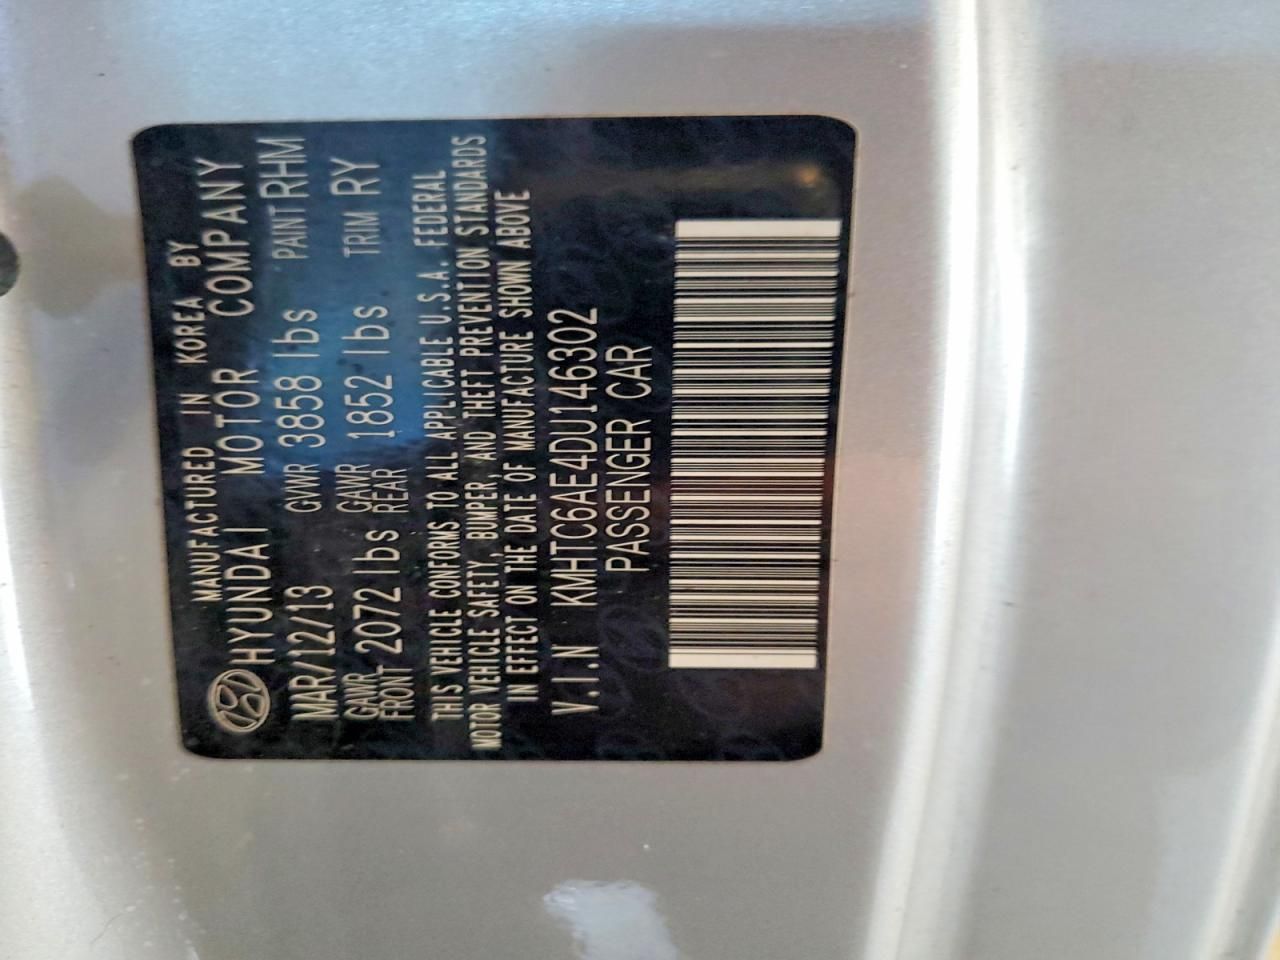 MANUFACTURED IN KOREA BY
HYUNDAI MOTOR COMPANY
MAR/12/13 GVWR 3858 lbs PAINT RHM
GAWR FRONT 2072 lbs GAWR REAR 1852 lbs TRIM RY
THIS VEHICLE CONFORMS TO ALL APPLICABLE U.S.A. FEDERAL
MOTOR VEHICLE SAFETY, BUMPER, AND THEFT PREVENTION STANDARDS
IN EFFECT ON THE DATE OF MANUFACTURE SHOWN ABOVE
V.I.N KMHTC6AE4DU146302
PASSENGER CAR